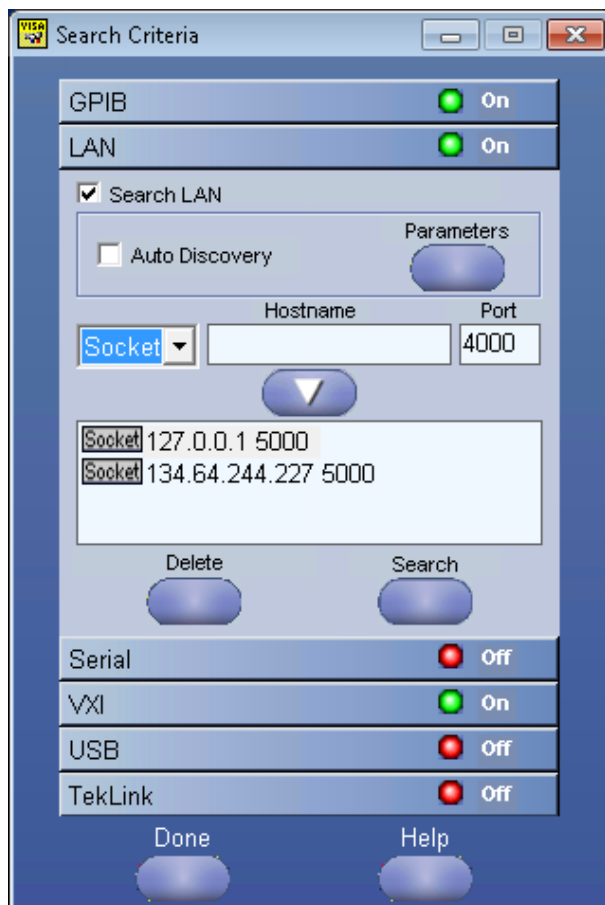 VISA
Search Criteria
GPIB On
LAN On
Search LAN
Auto Discovery
Parameters
Hostname Port
Socket 4000
Socket 127.0.0.1 5000
Socket 134.64.244.227 5000
Delete Search
Serial Off
VXI On
USB Off
TekLink Off
Done Help